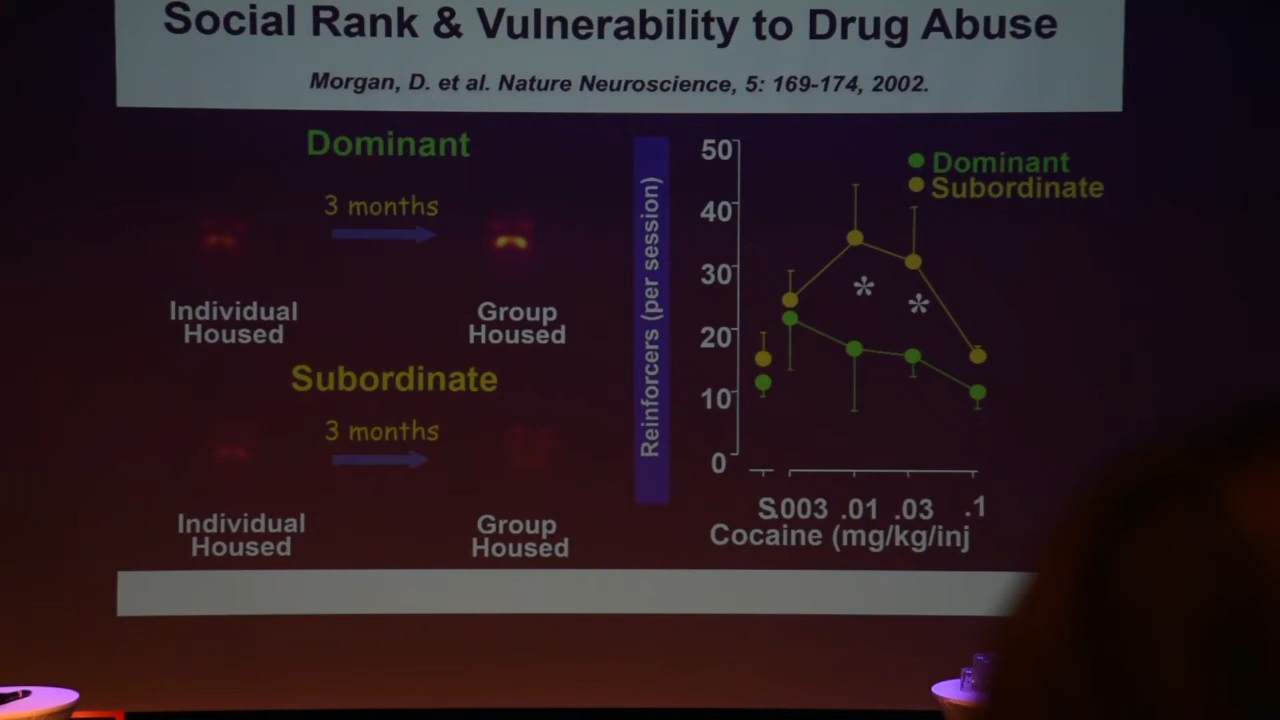 Social Rank & Vulnerability to Drug Abuse
Morgan, D. et al. Nature Neuroscience, 5: 169-174, 2002.
Dominant
3 months
Individual
Housed
Group
Housed
Subordinate
3 months
Individual
Housed
Group
Housed
Reinforcers (per session)
50
40
30
20
10
0
Dominant
Subordinate
*
*
S .003 .01 .03 .1
Cocaine (mg/kg/inj